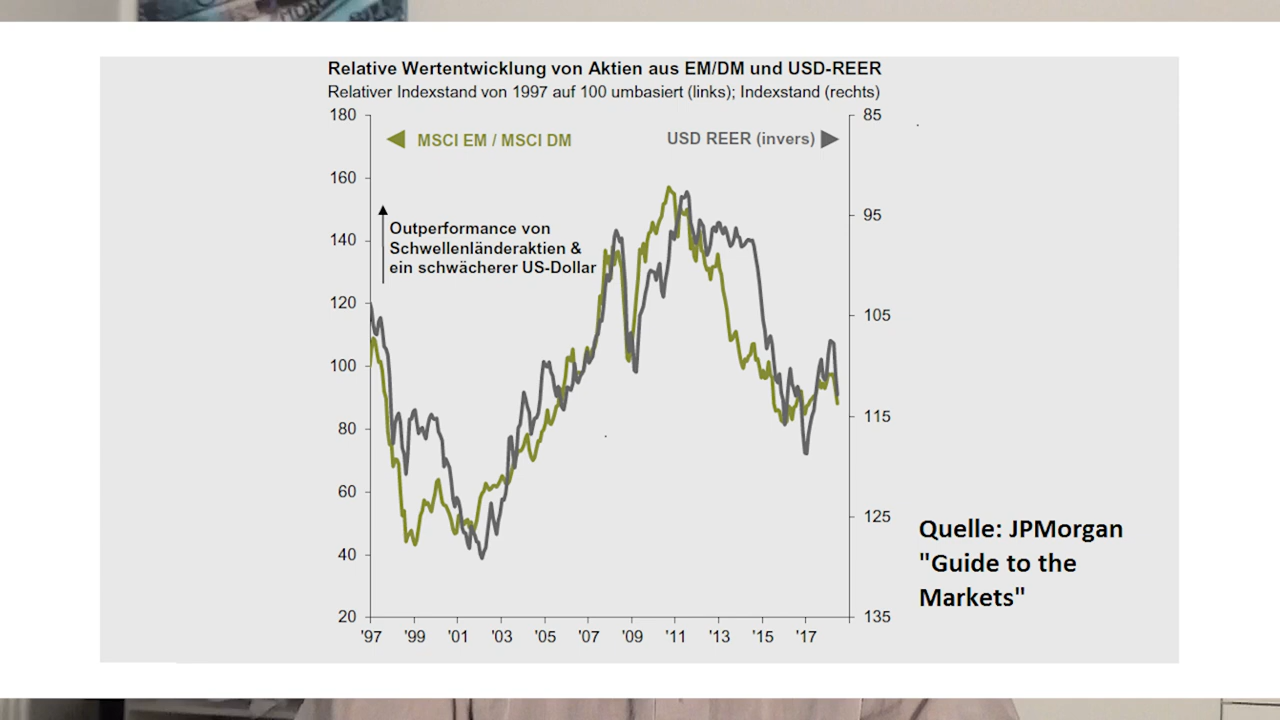 Relative Wertentwicklung von Aktien aus EM/DM und USD-REER
Relativer Indexstand von 1997 auf 100 umbasiert (links); Indexstand (rechts)
180
85
MSCI EM / MSCI DM
USD REER (invers)
160
95
Outperformance von
Schwellenländeraktien &
ein schwächerer US-Dollar
140
120
105
100
115
80
60
125
40
20
135
'97 '99 '01 '03 '05 '07 '09 '11 '13 '15 '17
Quelle: JPMorgan
"Guide to the
Markets"